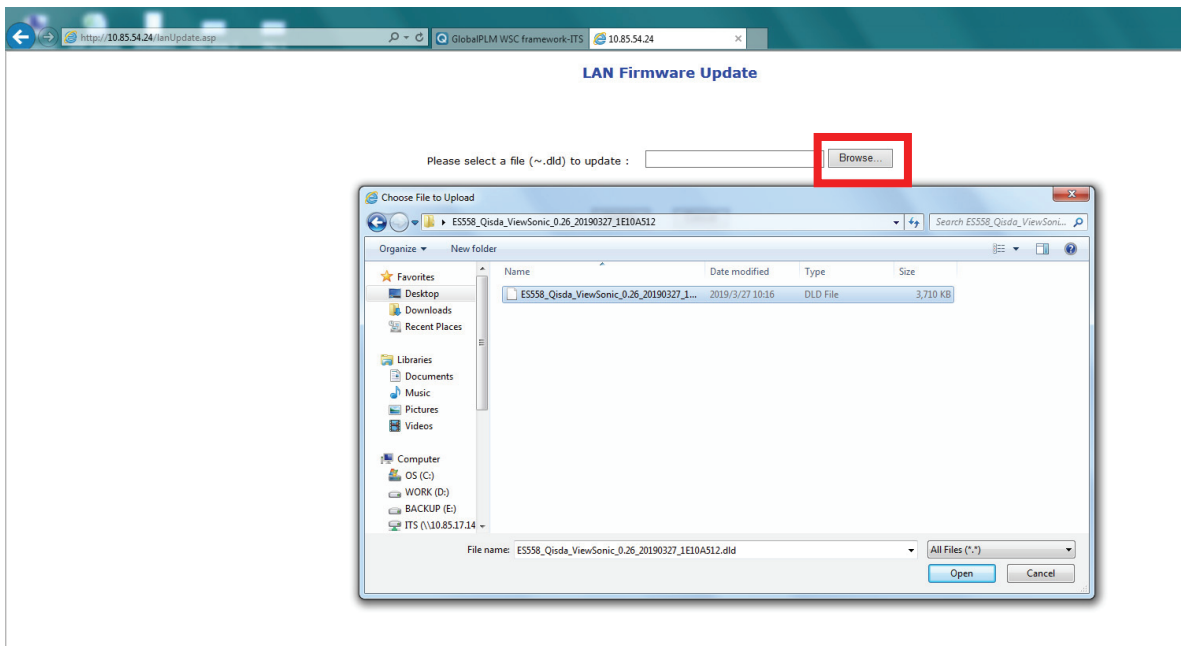 http://10.85.54.24/lanUpdate.asp
GlobalPLM WSC framework-ITS
10.85.54.24
LAN Firmware Update
Please select a file (~.dld) to update :
Browse...
Choose File to Upload
ES558_Qisda_ViewSonic_0.26_20190327_1E10A512
Search ES558_Qisda_ViewSoni...
Organize
New folder
Name Date modified Type Size
ES558_Qisda_ViewSonic_0.26_20190327_1... 2019/3/27 10:16 DLD File 3,710 KB
Favorites
Desktop
Downloads
Recent Places
Libraries
Documents
Music
Pictures
Videos
Computer
OS (C:)
WORK (D:)
BACKUP (E:)
ITS (\\10.85.17.14
File name: ES558_Qisda_ViewSonic_0.26_20190327_1E10A512.dld
All Files (*.*)
Open Cancel